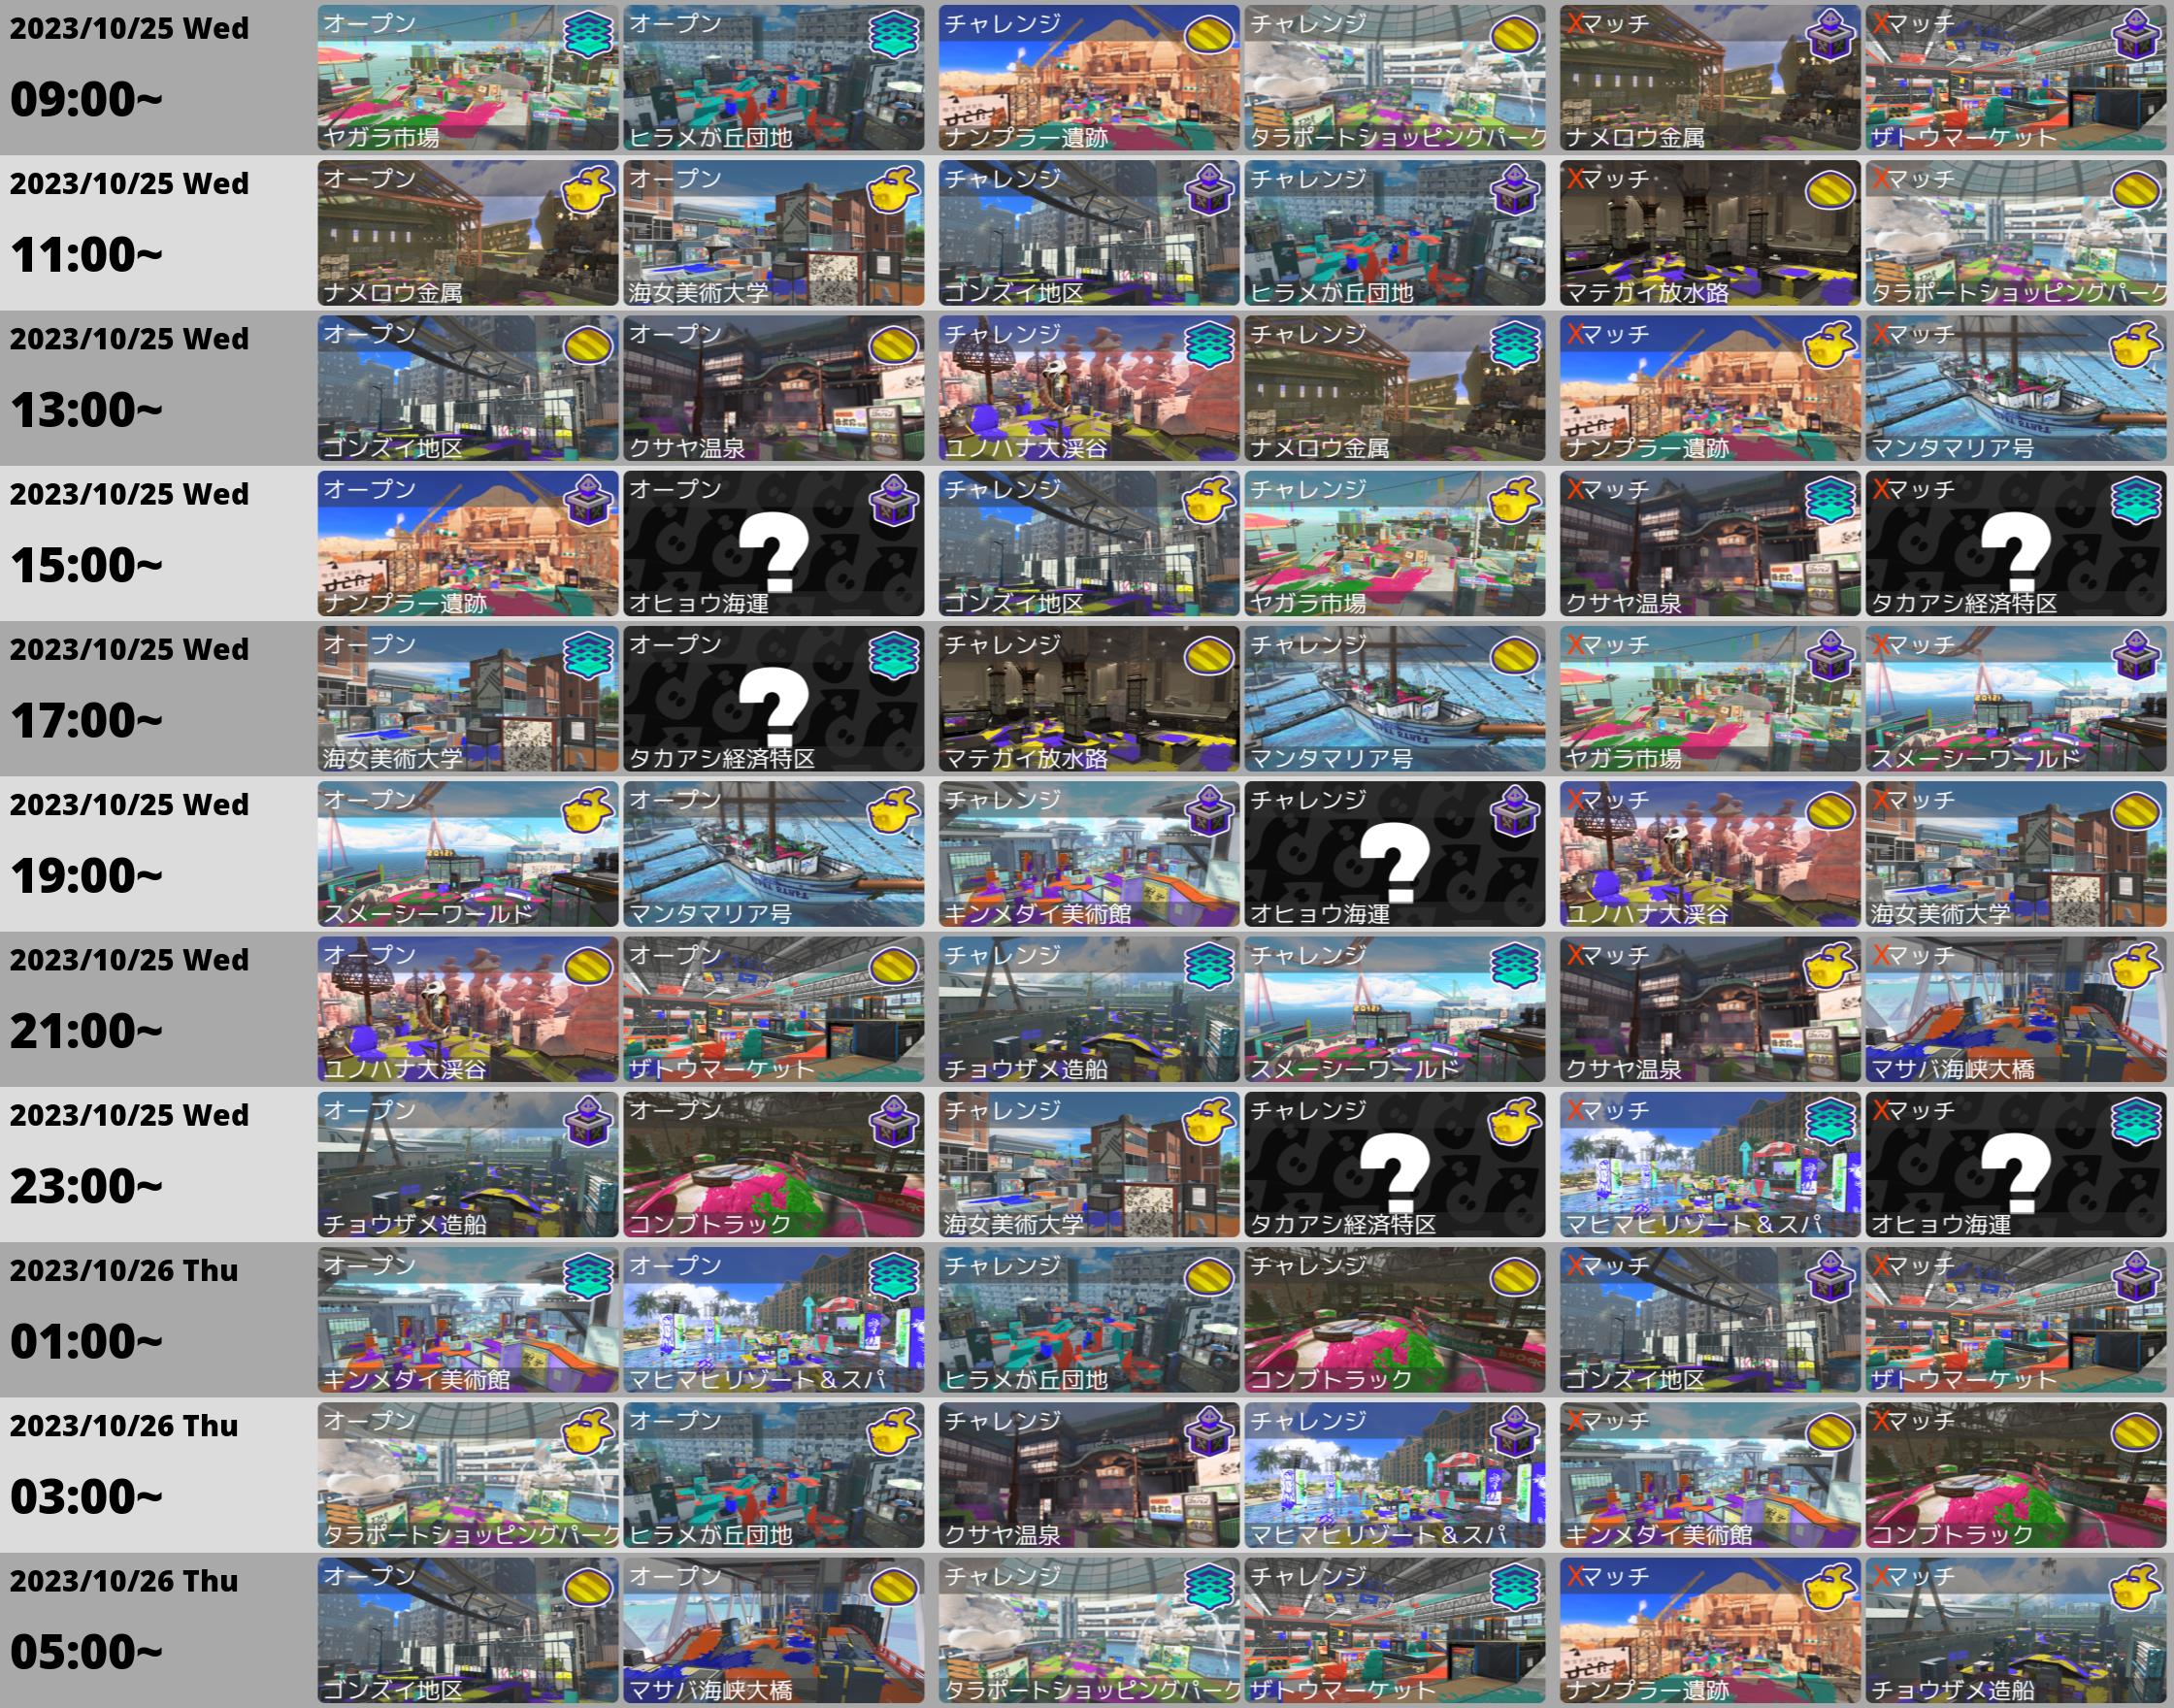 2023/10/25 Wed
09:00~
オープン
ヤガラ市場
オープン
ヒラメが丘団地
チャレンジ
ナンプラー遺跡
チャレンジ
タラポートショッピングパーク
Xマッチ
ナメロウ金属
Xマッチ
ザトウマーケット
2023/10/25 Wed
11:00~
オープン
ナメロウ金属
オープン
海女美術大学
チャレンジ
ゴンズイ地区
チャレンジ
ヒラメが丘団地
Xマッチ
マテガイ放水路
Xマッチ
タラポートショッピングパーク
2023/10/25 Wed
13:00~
オープン
ゴンズイ地区
オープン
クサヤ温泉
チャレンジ
ユノハナ大渓谷
チャレンジ
ナメロウ金属
Xマッチ
ナンプラー遺跡
Xマッチ
マンタマリア号
2023/10/25 Wed
15:00~
オープン
ナンプラー遺跡
オープン
?
オヒョウ海運
チャレンジ
ゴンズイ地区
チャレンジ
ヤガラ市場
Xマッチ
クサヤ温泉
Xマッチ
?
タカアシ経済特区
2023/10/25 Wed
17:00~
オープン
海女美術大学
オープン
?
タカアシ経済特区
チャレンジ
マテガイ放水路
チャレンジ
マンタマリア号
Xマッチ
ヤガラ市場
Xマッチ
スメーシーワールド
2023/10/25 Wed
19:00~
オープン
スメーシーワールド
オープン
マンタマリア号
チャレンジ
キンメダイ美術館
チャレンジ
?
オヒョウ海運
Xマッチ
ユノハナ大渓谷
Xマッチ
海女美術大学
2023/10/25 Wed
21:00~
オープン
ユノハナ大渓谷
オープン
ザトウマーケット
チャレンジ
チョウザメ造船
チャレンジ
スメーシーワールド
Xマッチ
クサヤ温泉
Xマッチ
マサバ海峡大橋
2023/10/25 Wed
23:00~
オープン
チョウザメ造船
オープン
コンブトラック
チャレンジ
海女美術大学
チャレンジ
?
タカアシ経済特区
Xマッチ
マヒマヒリゾート＆スパ
Xマッチ
?
オヒョウ海運
2023/10/26 Thu
01:00~
オープン
キンメダイ美術館
オープン
マヒマヒリゾート＆スパ
チャレンジ
ヒラメが丘団地
チャレンジ
コンブトラック
Xマッチ
ゴンズイ地区
Xマッチ
ザトウマーケット
2023/10/26 Thu
03:00~
オープン
タラポートショッピングパーク
オープン
ヒラメが丘団地
チャレンジ
クサヤ温泉
チャレンジ
マヒマヒリゾート＆スパ
Xマッチ
キンメダイ美術館
Xマッチ
コンブトラック
2023/10/26 Thu
05:00~
オープン
ゴンズイ地区
オープン
マサバ海峡大橋
チャレンジ
タラポートショッピングパーク
チャレンジ
ザトウマーケット
Xマッチ
ナンプラー遺跡
Xマッチ
チョウザメ造船